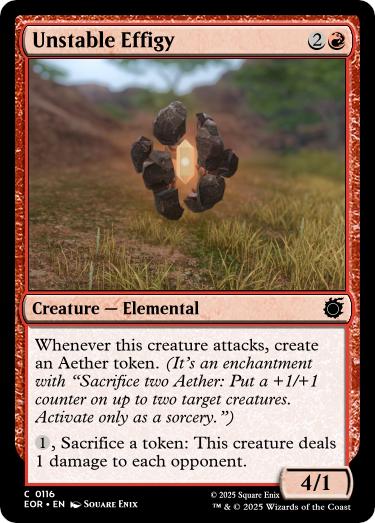 Unstable Effigy 2
Creature — Elemental
Whenever this creature attacks, create
an Aether token. (It's an enchantment
with “Sacrifice two Aether: Put a +1/+1
counter on up to two target creatures.
Activate only as a sorcery.”)
1, Sacrifice a token: This creature deals
1 damage to each opponent.
4/1
C 0116
EOR • EN SQUARE ENIX
© 2025 Square Enix
™ & © 2025 Wizards of the Coast